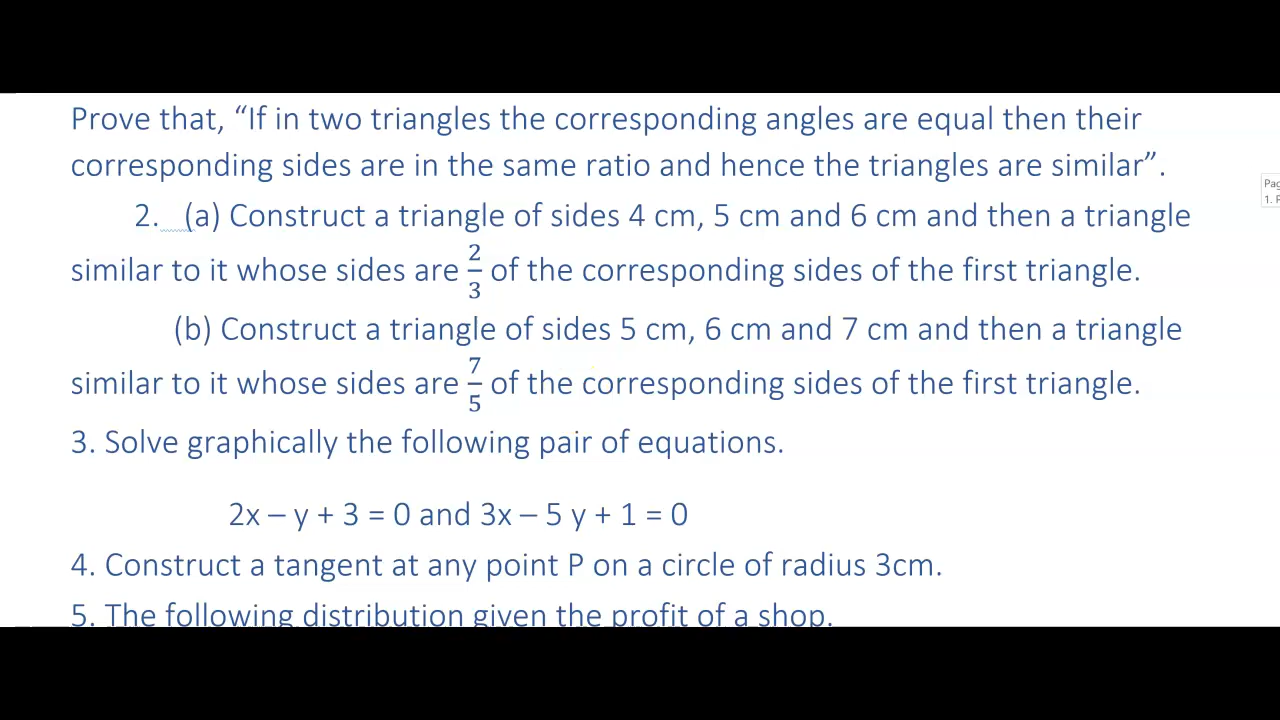 Prove that, “If in two triangles the corresponding angles are equal then their
corresponding sides are in the same ratio and hence the triangles are similar”.
2. (a) Construct a triangle of sides 4 cm, 5 cm and 6 cm and then a triangle
similar to it whose sides are 2/3 of the corresponding sides of the first triangle.
(b) Construct a triangle of sides 5 cm, 6 cm and 7 cm and then a triangle
similar to it whose sides are 7/5 of the corresponding sides of the first triangle.
3. Solve graphically the following pair of equations.
2x – y + 3 = 0 and 3x – 5 y + 1 = 0
4. Construct a tangent at any point P on a circle of radius 3cm.
5. The following distribution given the profit of a shop.
Pag
1.